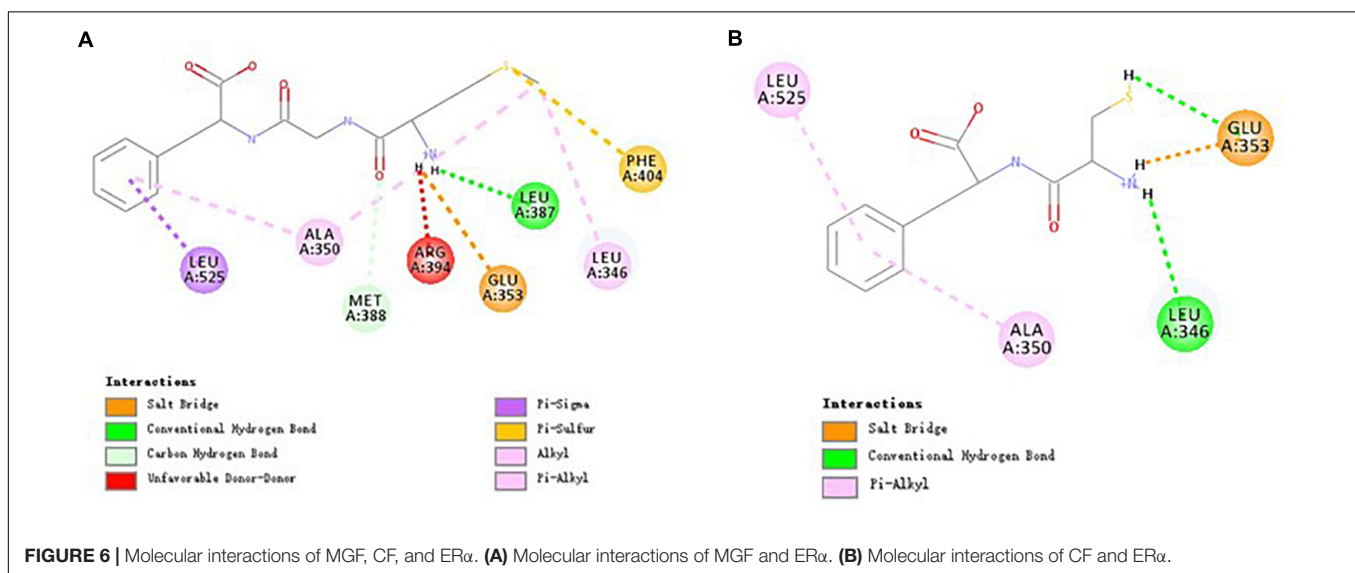 A
O
O
O
N
N
O
S
N+
H
H
PHE
A:404
LEU
A:387
ALA
A:350
ARG
A:394
LEU
A:346
LEU
A:525
GLU
A:353
MET
A:388
Interactions
Salt Bridge
Conventional Hydrogen Bond
Carbon Hydrogen Bond
Unfavorable Donor-Donor
Pi-Sigma
Pi-Sulfur
Alkyl
Pi-Alkyl
B
LEU
A:525
H
S
O
O
GLU
A:353
N
H
N+
H
O
LEU
A:346
ALA
A:350
Interactions
Salt Bridge
Conventional Hydrogen Bond
Pi-Alkyl
FIGURE 6 | Molecular interactions of MGF, CF, and ERα. (A) Molecular interactions of MGF and ERα. (B) Molecular interactions of CF and ERα.